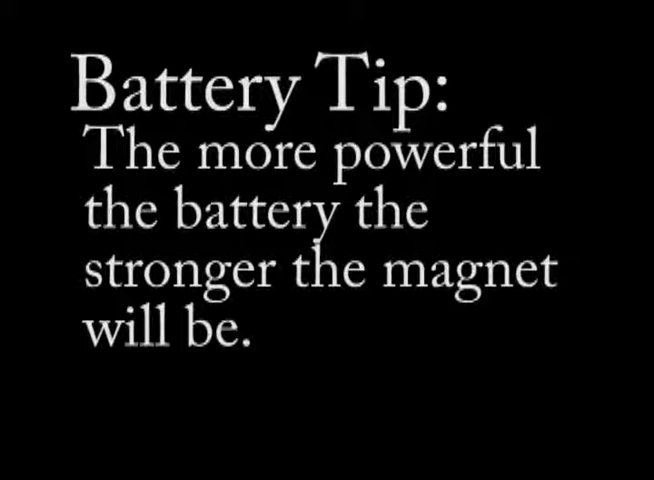 Battery Tip:
The more powerful
the battery the
stronger the magnet
will be.